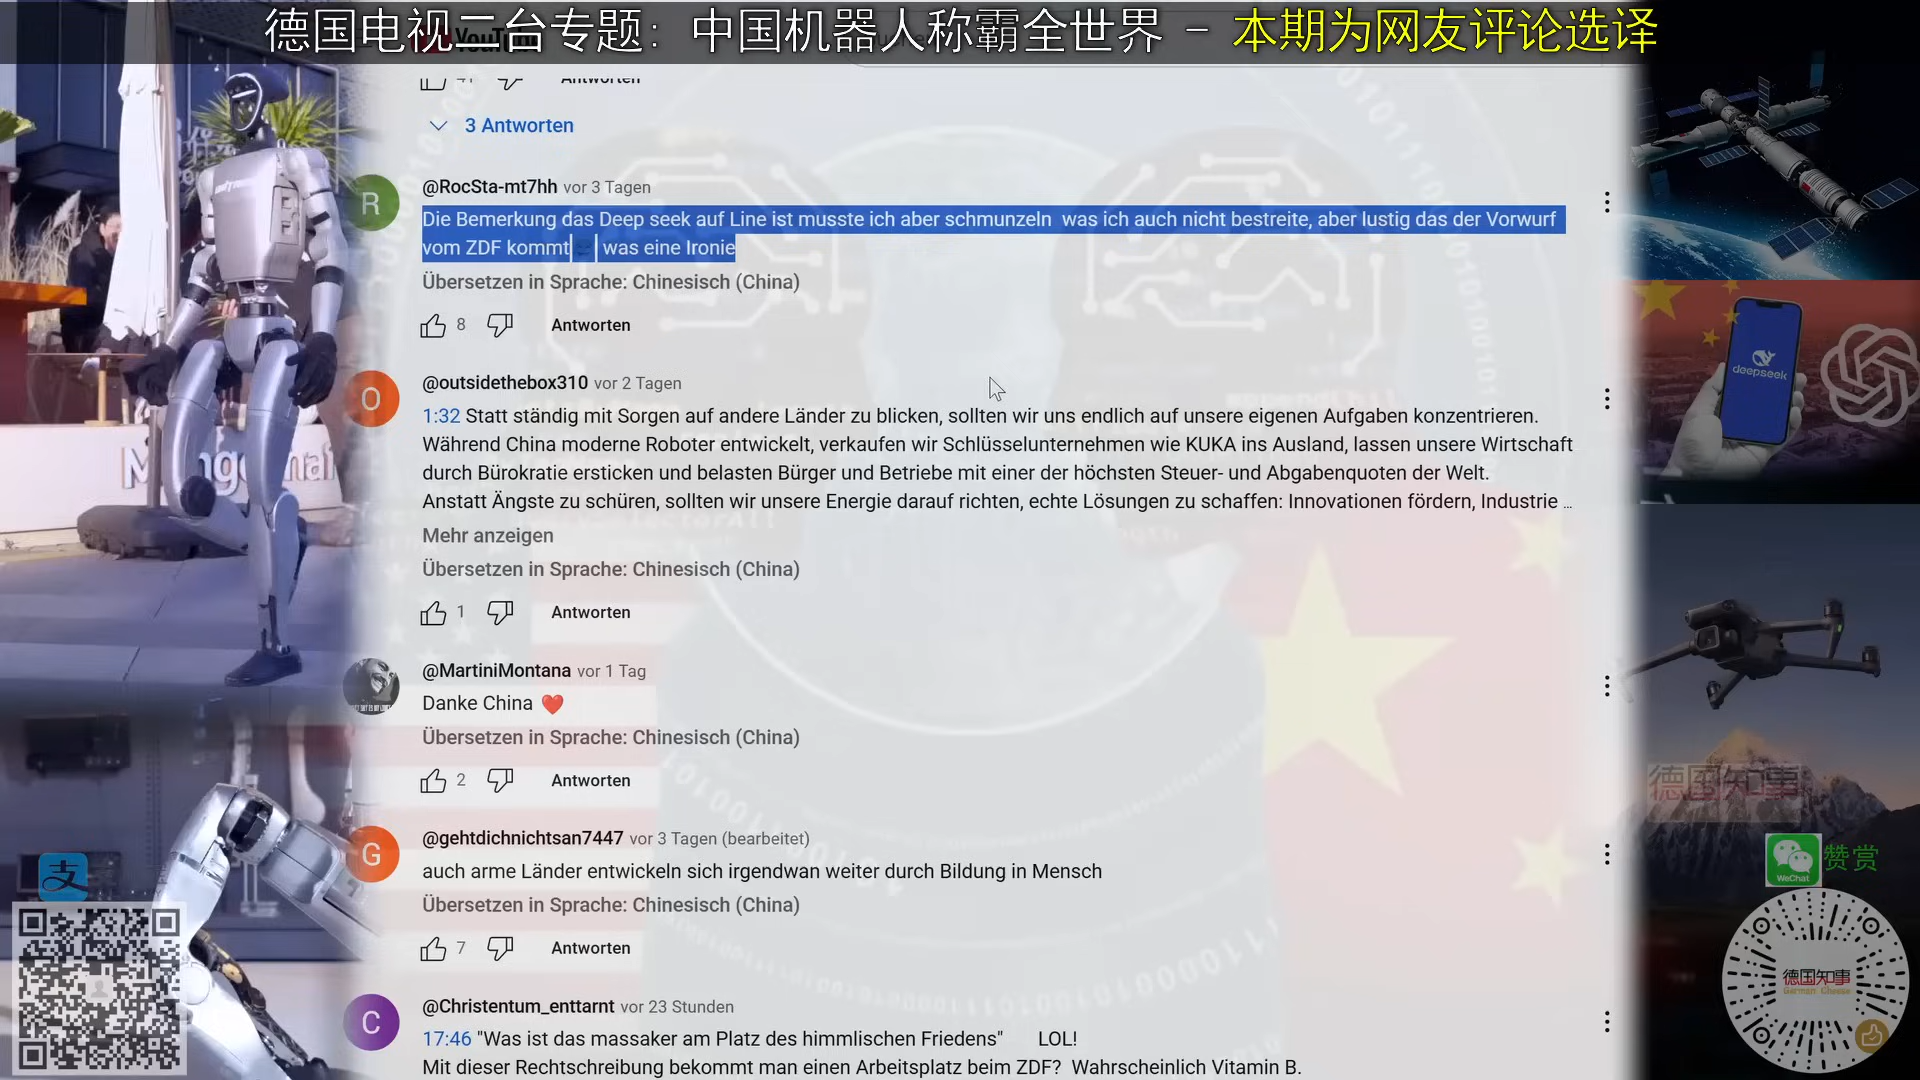 德国电视二台专题：中国机器人称霸全世界 - 本期为网友评论选译
41 Antworten
3 Antworten
R
@RocSta-mt7hh vor 3 Tagen
Die Bemerkung das Deep seek auf Line ist musste ich aber schmunzeln was ich auch nicht bestreite, aber lustig das der Vorwurf
vom ZDF kommt was eine Ironie
Übersetzen in Sprache: Chinesisch (China)
8 Antworten
O
@outsidethebox310 vor 2 Tagen
1:32 Statt ständig mit Sorgen auf andere Länder zu blicken, sollten wir uns endlich auf unsere eigenen Aufgaben konzentrieren.
Während China moderne Roboter entwickelt, verkaufen wir Schlüsselunternehmen wie KUKA ins Ausland, lassen unsere Wirtschaft
durch Bürokratie ersticken und belasten Bürger und Betriebe mit einer der höchsten Steuer- und Abgabenquoten der Welt.
Anstatt Ängste zu schüren, sollten wir unsere Energie darauf richten, echte Lösungen zu schaffen: Innovationen fördern, Industrie ...
Mehr anzeigen
Übersetzen in Sprache: Chinesisch (China)
1 Antworten
@MartiniMontana vor 1 Tag
Danke China ❤️
Übersetzen in Sprache: Chinesisch (China)
2 Antworten
G
@gehtdichnichtsan7447 vor 3 Tagen (bearbeitet)
auch arme Länder entwickeln sich irgendwan weiter durch Bildung in Mensch
Übersetzen in Sprache: Chinesisch (China)
7 Antworten
C
@Christentum_enttarnt vor 23 Stunden
17:46 "Was ist das massaker am Platz des himmlischen Friedens" LOL!
Mit dieser Rechtschreibung bekommt man einen Arbeitsplatz beim ZDF? Wahrscheinlich Vitamin B.
deepseek
德国知事
支
WeChat
赞赏
德国知事
German Cheese